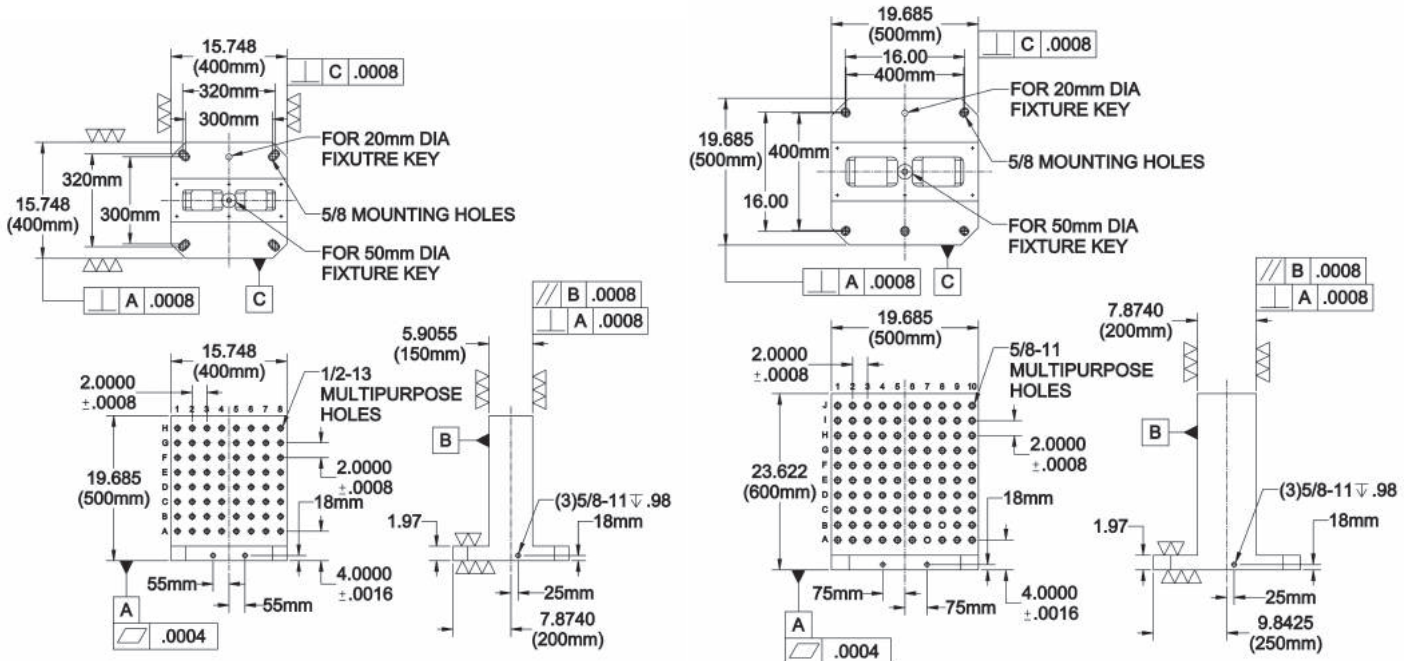 15.748
(400mm)
⊥ C .0008
320mm
300mm
FOR 20mm DIA
FIXUTRE KEY
320mm
15.748
(400mm)
300mm
5/8 MOUNTING HOLES
FOR 50mm DIA
FIXTURE KEY
⊥ A .0008
C
// B .0008
⊥ A .0008
5.9055
(150mm)
15.748
(400mm)
2.0000
±.0008
1/2-13
MULTIPURPOSE
HOLES
1 2 3 4 5 6 7 8
H
G
F
E
D
C
B
A
B
19.685
(500mm)
2.0000
±.0008
18mm
(3)5/8-11 ↧ .98
18mm
1.97
55mm
55mm
4.0000
±.0016
25mm
7.8740
(200mm)
A
⏥ .0004
19.685
(500mm)
⊥ C .0008
16.00
400mm
FOR 20mm DIA
FIXTURE KEY
19.685
(500mm)
400mm
5/8 MOUNTING HOLES
16.00
FOR 50mm DIA
FIXTURE KEY
⊥ A .0008
C
// B .0008
⊥ A .0008
7.8740
(200mm)
19.685
(500mm)
2.0000
±.0008
5/8-11
MULTIPURPOSE
HOLES
1 2 3 4 5 6 7 8 9 10
J
I
H
G
F
E
D
C
B
A
B
2.0000
±.0008
23.622
(600mm)
18mm
(3)5/8-11 ↧ .98
18mm
1.97
75mm
75mm
4.0000
±.0016
25mm
9.8425
(250mm)
A
⏥ .0004